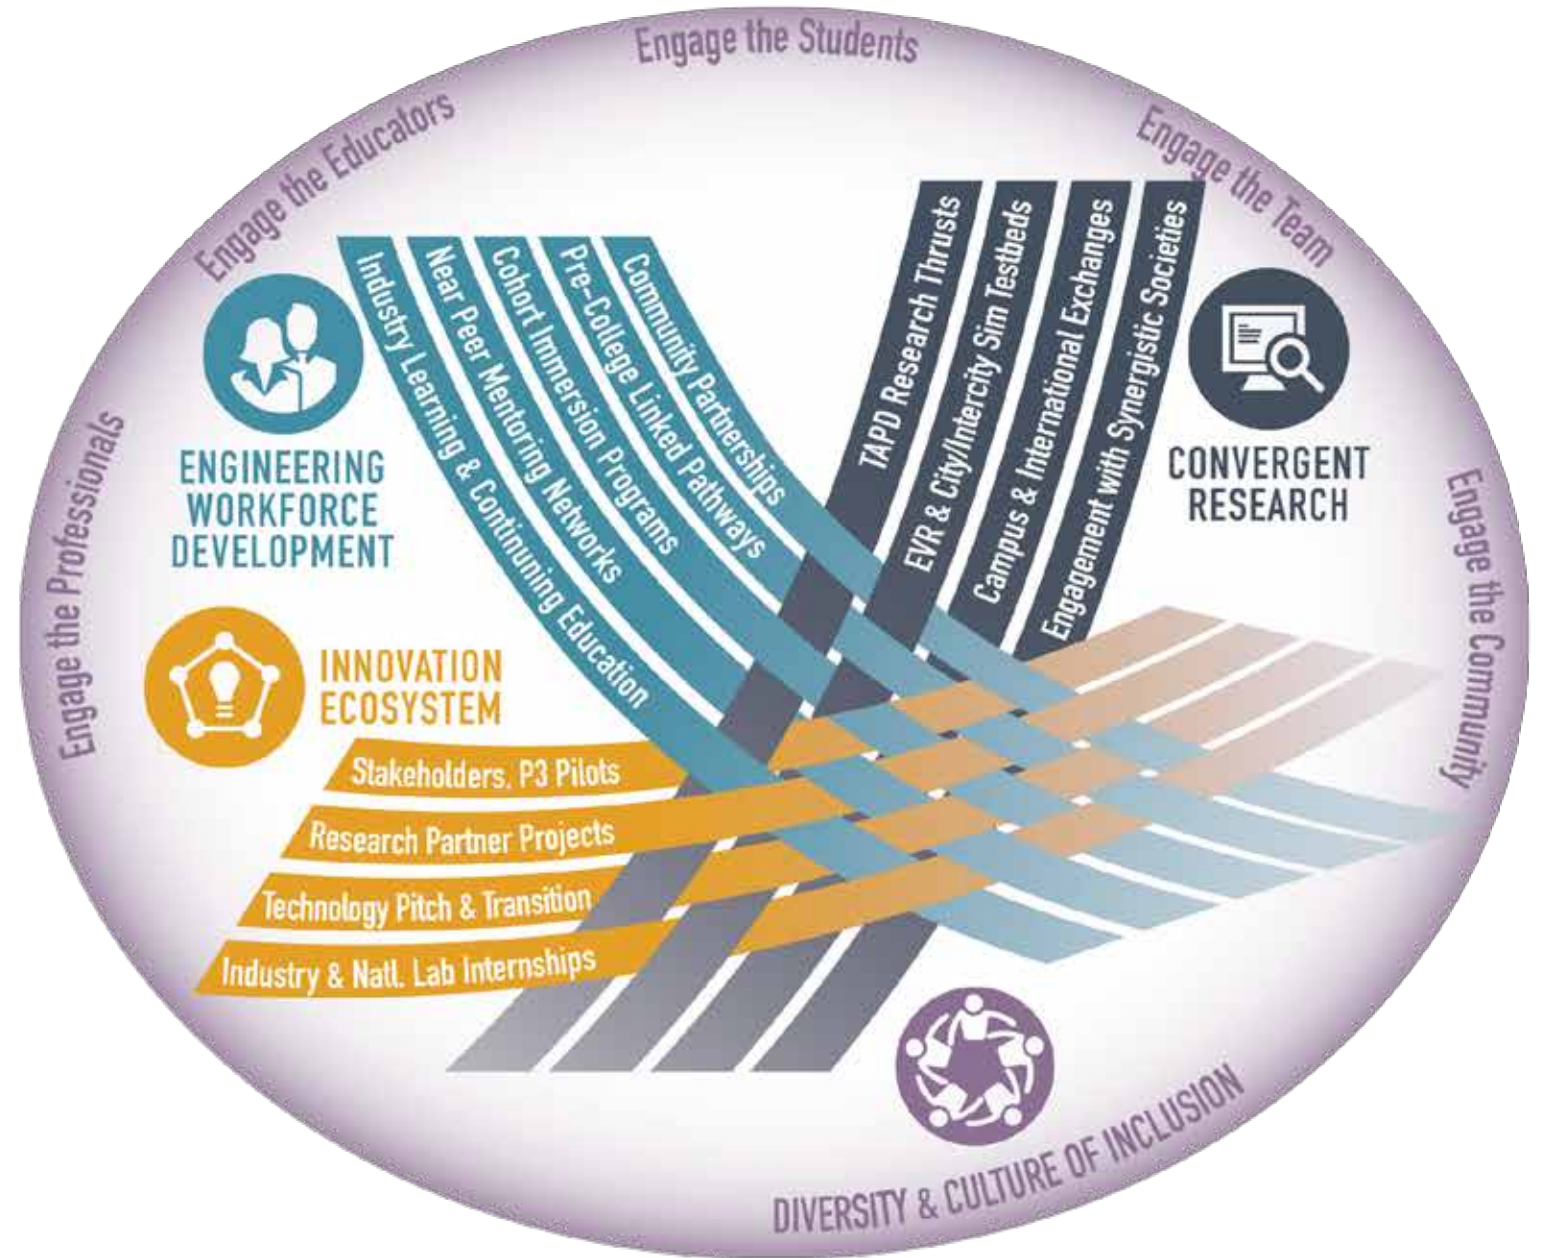 Engage the Students
Engage the Educators
Engage the Team
Engage the Professionals
Engage the Community
ENGINEERING
WORKFORCE
DEVELOPMENT
Industry Learning & Continuning Education
Near Peer Mentoring Networks
Cohort Immersion Programs
Pre-College Linked Pathways
Community Partnerships
TAPD Research Thrusts
EVR & City/Intercity Sim Testbeds
Campus & International Exchanges
Engagement with Synergistic Societies
CONVERGENT
RESEARCH
INNOVATION
ECOSYSTEM
Stakeholders, P3 Pilots
Research Partner Projects
Technology Pitch & Transition
Industry & Natl. Lab Internships
DIVERSITY & CULTURE OF INCLUSION